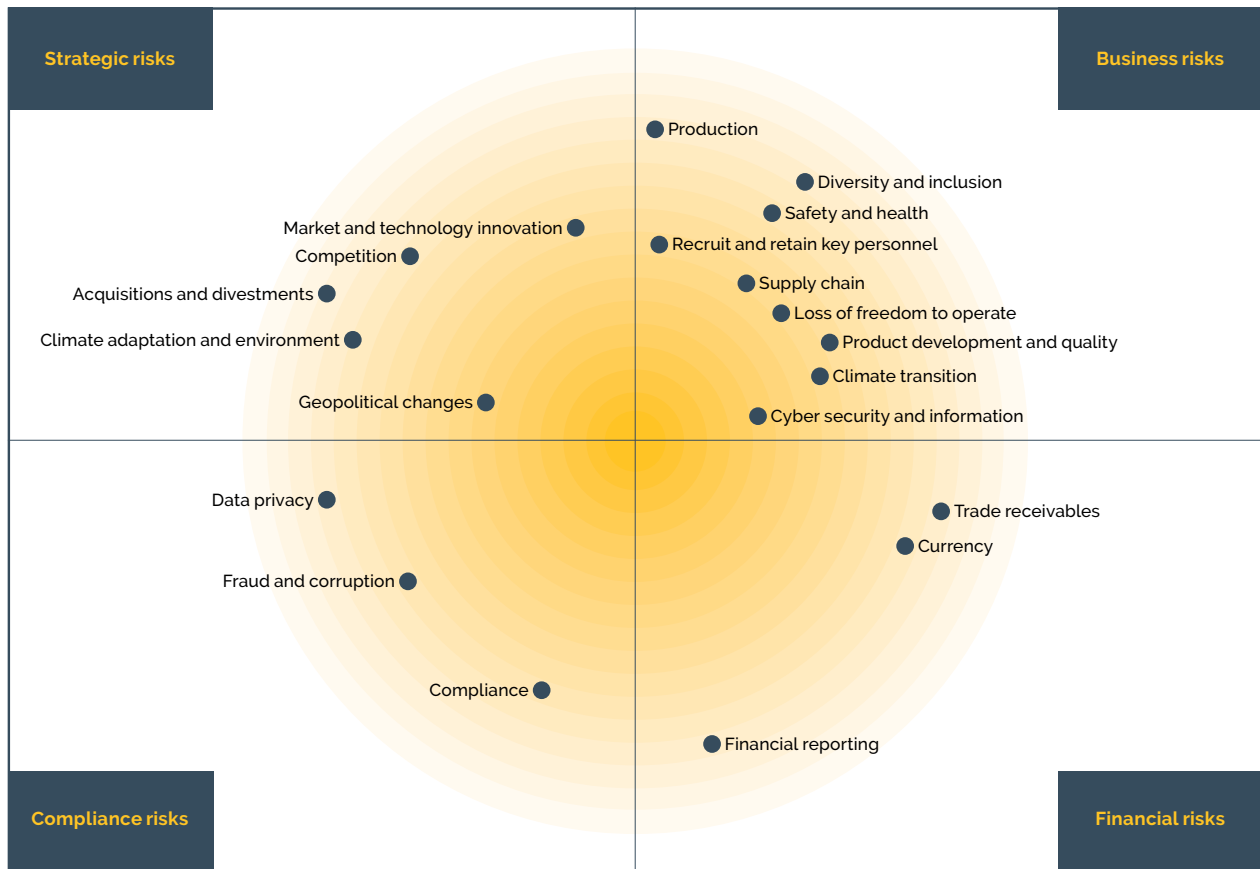 Strategic risks
Business risks
Production
Diversity and inclusion
Safety and health
Market and technology innovation
Recruit and retain key personnel
Competition
Supply chain
Acquisitions and divestments
Loss of freedom to operate
Climate adaptation and environment
Product development and quality
Climate transition
Geopolitical changes
Cyber security and information
Data privacy
Trade receivables
Currency
Fraud and corruption
Compliance
Financial reporting
Compliance risks
Financial risks